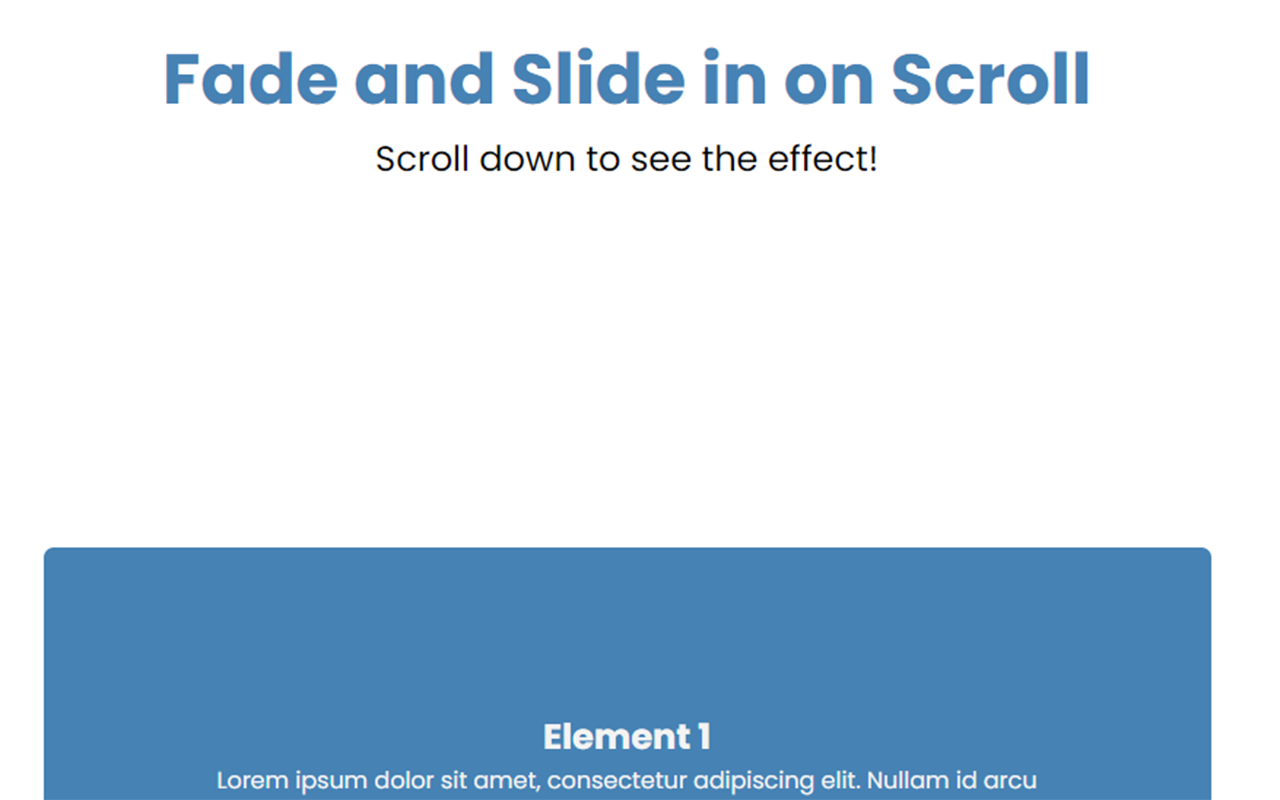 Fade and Slide in on Scroll
Scroll down to see the effect!
Element 1
Lorem ipsum dolor sit amet, consectetur adipiscing elit. Nullam id arcu